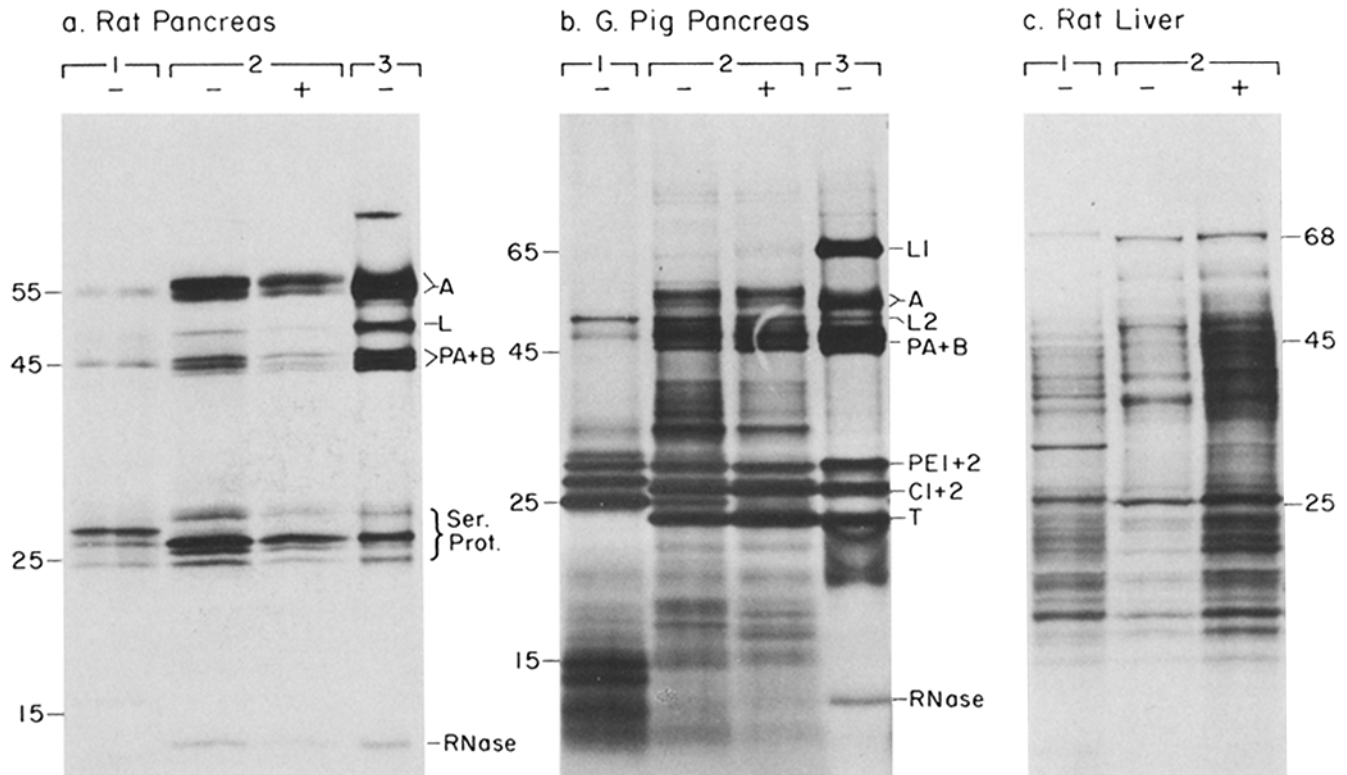 a. Rat Pancreas
1 2 3
- - + -
55
45
25
15
A
L
PA+B
Ser.
Prot.
RNase
b. G. Pig Pancreas
1 2 3
- - + -
65
45
25
15
L1
A
L2
PA+B
PE1+2
C1+2
T
RNase
c. Rat Liver
1 2
- - +
68
45
25